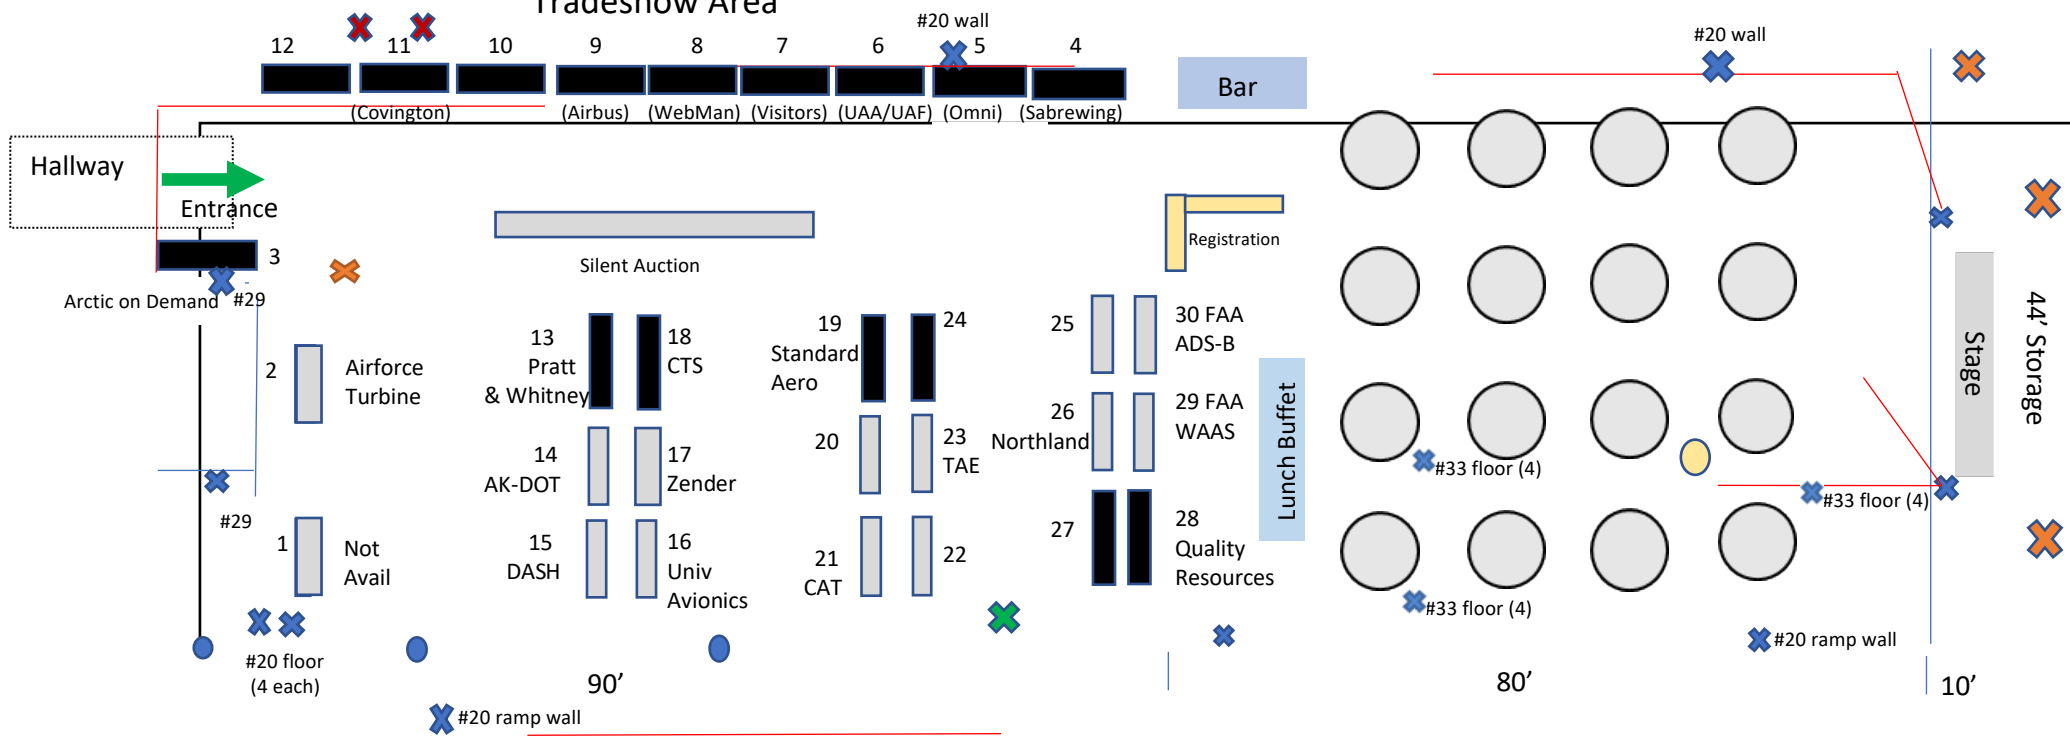 Tradeshow Area
#20 wall
#20 wall
12
11
10
9
8
7
6
5
4
Bar
(Covington)
(Airbus)
(WebMan)
(Visitors)
(UAA/UAF)
(Omni)
(Sabrewing)
Hallway
Entrance
3
Arctic on Demand
#29
Silent Auction
Registration
2
Airforce
Turbine
#29
1
Not
Avail
#20 floor
(4 each)
13
Pratt
& Whitney
18
CTS
14
AK-DOT
17
Zender
15
DASH
16
Univ
Avionics
19
Standard
Aero
24
20
23
TAE
21
CAT
22
25
30 FAA
ADS-B
26
Northland
29 FAA
WAAS
27
28
Quality
Resources
Lunch Buffet
#33 floor (4)
#33 floor (4)
#33 floor (4)
Stage
44’ Storage
#20 ramp wall
90’
80’
10’
#20 ramp wall